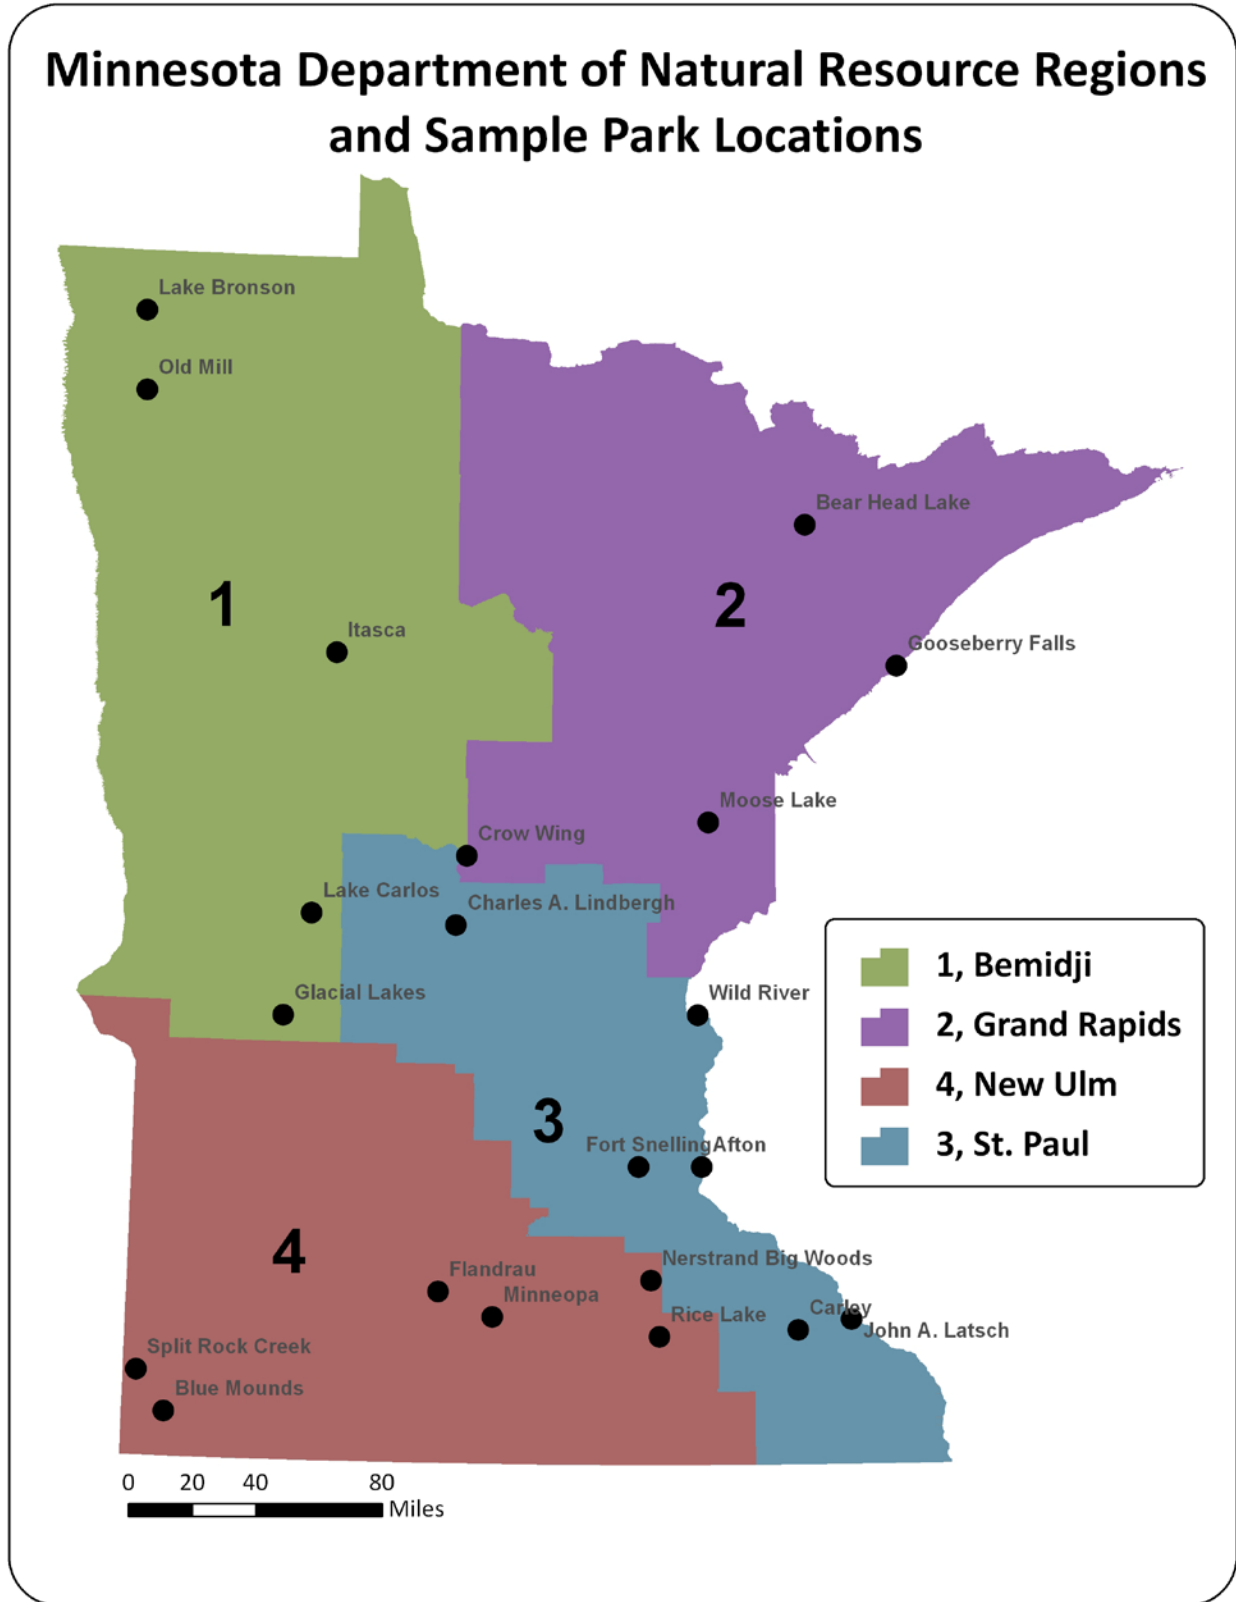 Minnesota Department of Natural Resource Regions
and Sample Park Locations
Lake Bronson
Old Mill
Bear Head Lake
1
2
Itasca
Gooseberry Falls
Moose Lake
Crow Wing
Lake Carlos
Charles A. Lindbergh
Glacial Lakes
Wild River
1, Bemidji
2, Grand Rapids
4, New Ulm
3, St. Paul
3
Fort Snelling
Afton
4
Nerstrand Big Woods
Flandrau
Minneopa
Rice Lake
Carley
John A. Latsch
Split Rock Creek
Blue Mounds
0 20 40 80
Miles